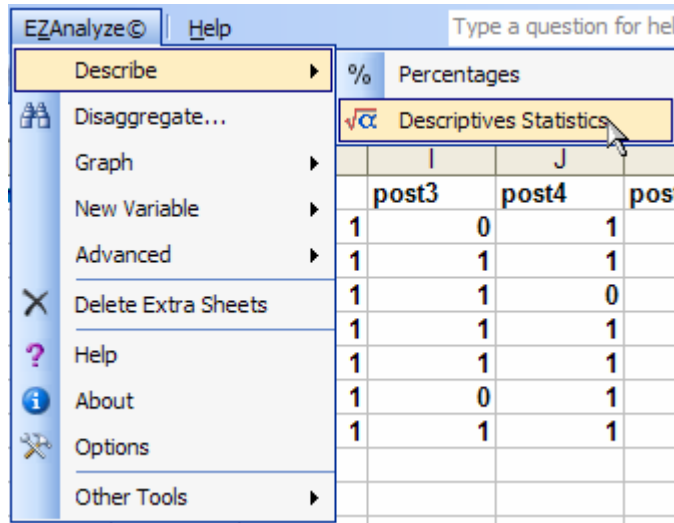 EZAnalyze© Help Type a question for hel
Describe
% Percentages
Disaggregate...
√α Descriptives Statistics
Graph
I J
New Variable
post3 post4 pos
1 0 1
Advanced
1 1 1
Delete Extra Sheets
1 1 0
1 1 1
Help
1 1 1
About
1 0 1
Options
1 1 1
Other Tools